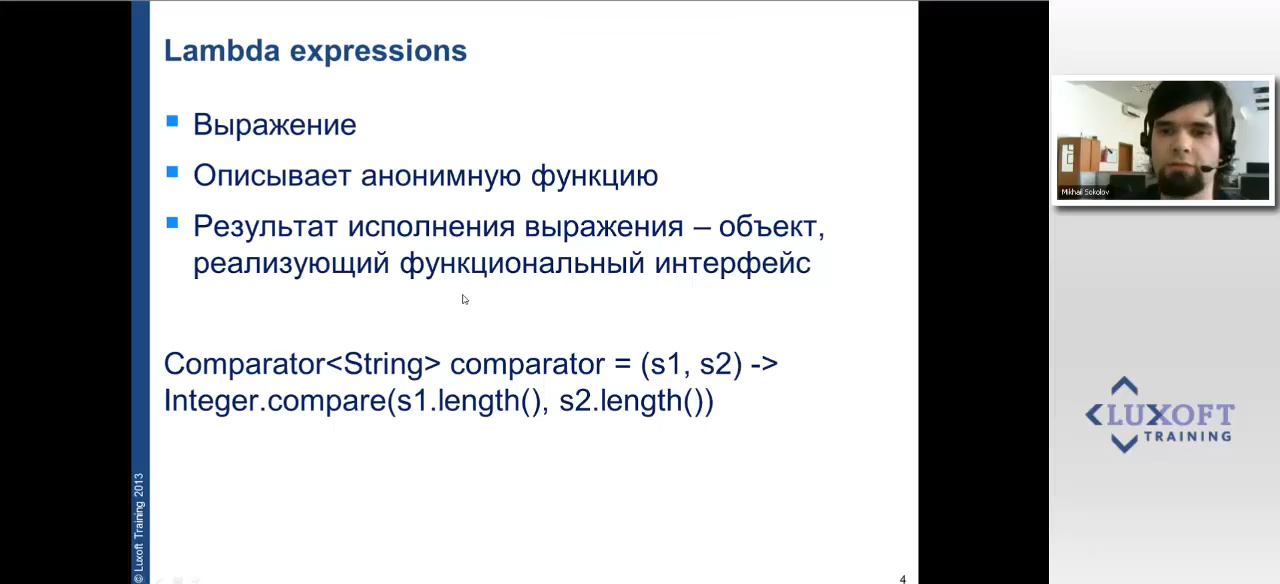 Lambda expressions
Выражение
Описывает анонимную функцию
Результат исполнения выражения – объект,
реализующий функциональный интерфейс
Comparator<String> comparator = (s1, s2) ->
Integer.compare(s1.length(), s2.length())
© Luxoft Training 2013
4
Mikhail Sokolov
LUXOFT
TRAINING